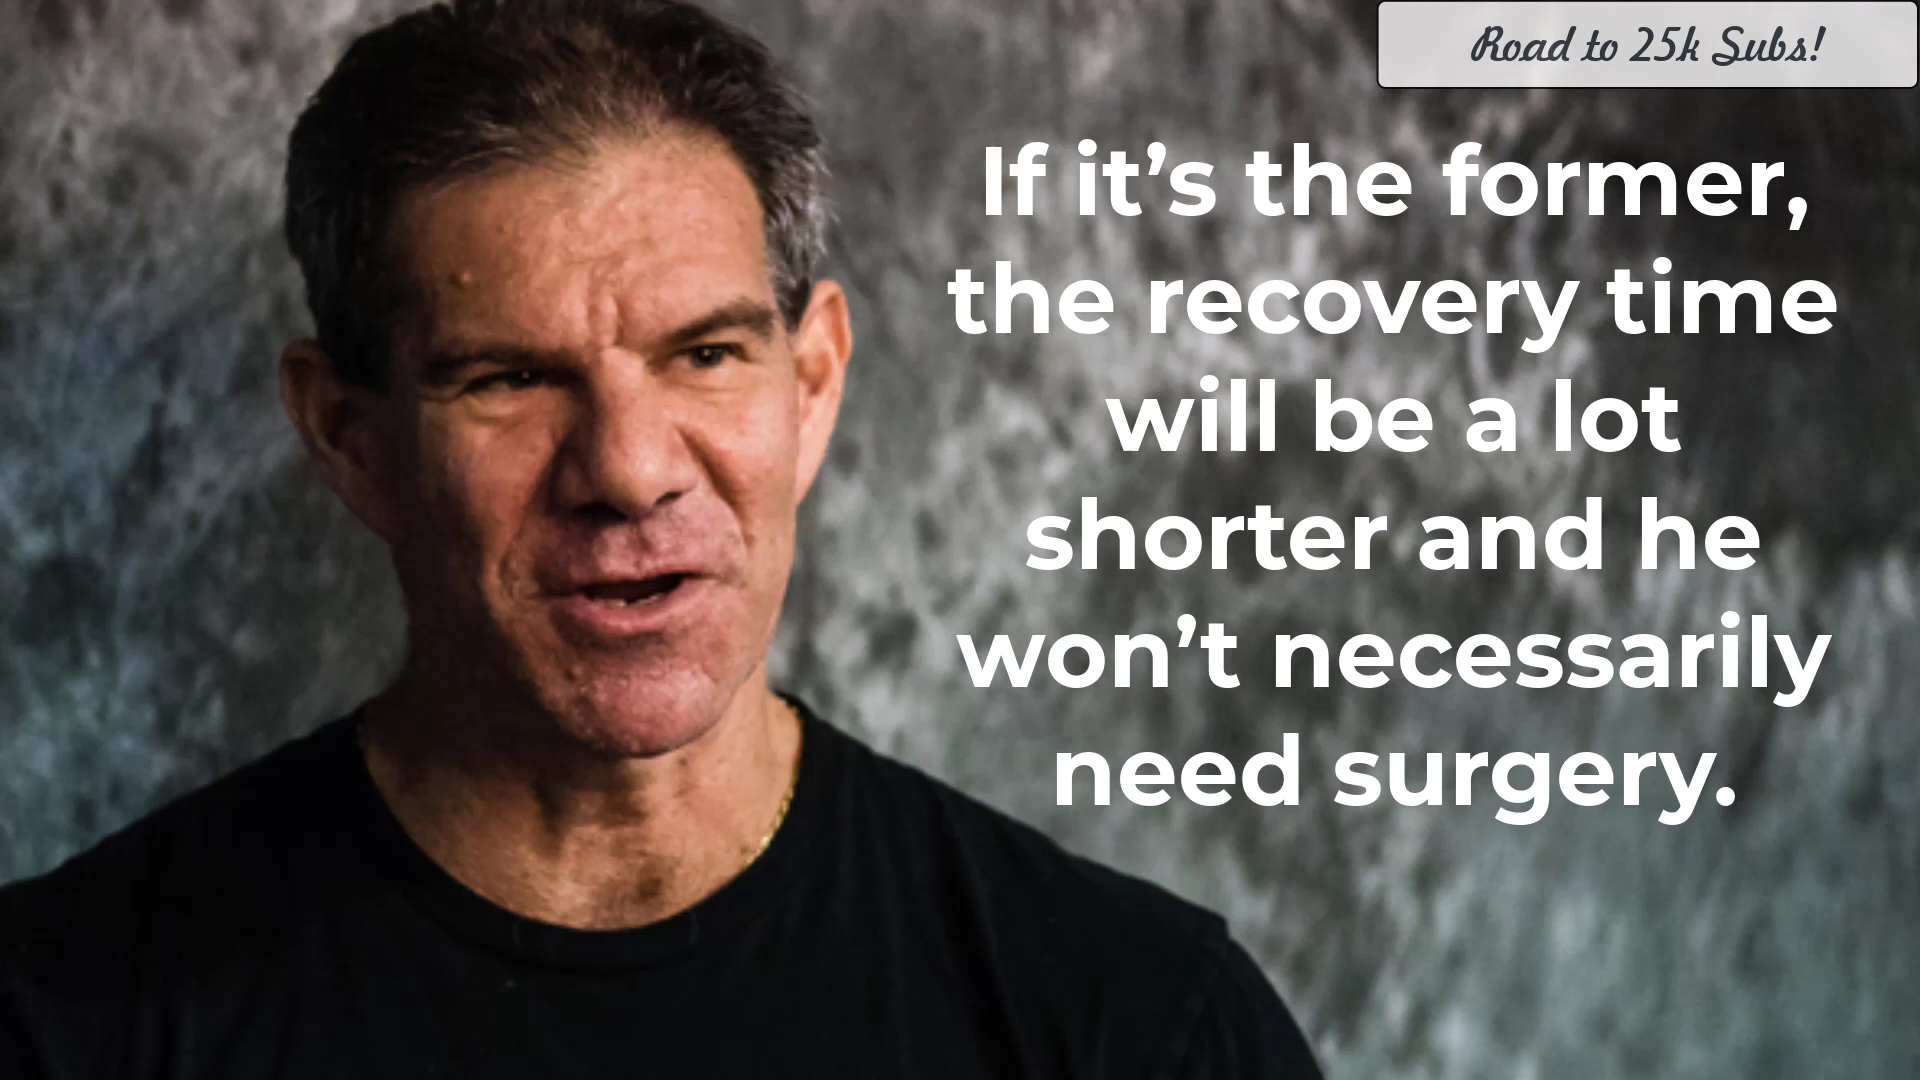 Road to 25k Subs!
If it’s the former,
the recovery time
will be a lot
shorter and he
won’t necessarily
need surgery.